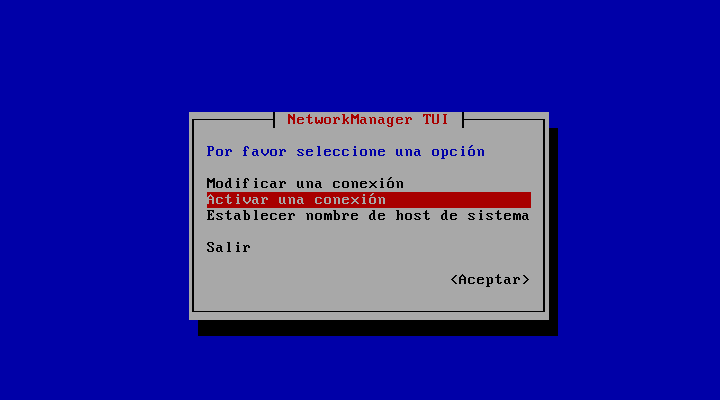 NetworkManager TUI
Por favor seleccione una opción
Modificar una conexión
Activar una conexión
Establecer nombre de host de sistema
Salir
<Aceptar>